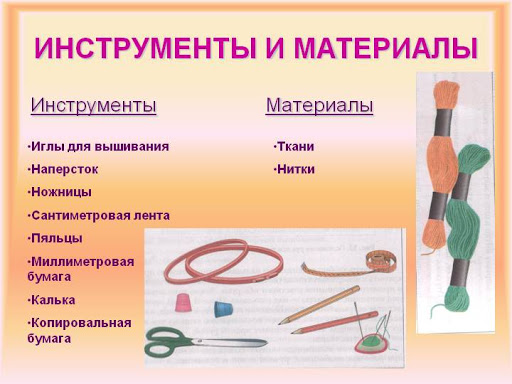 ИНСТРУМЕНТЫ И МАТЕРИАЛЫ
Инструменты
•Иглы для вышивания
•Наперсток
•Ножницы
•Сантиметровая лента
•Пяльцы
•Миллиметровая
бумага
•Калька
•Копировальная
бумага
Материалы
•Ткани
•Нитки